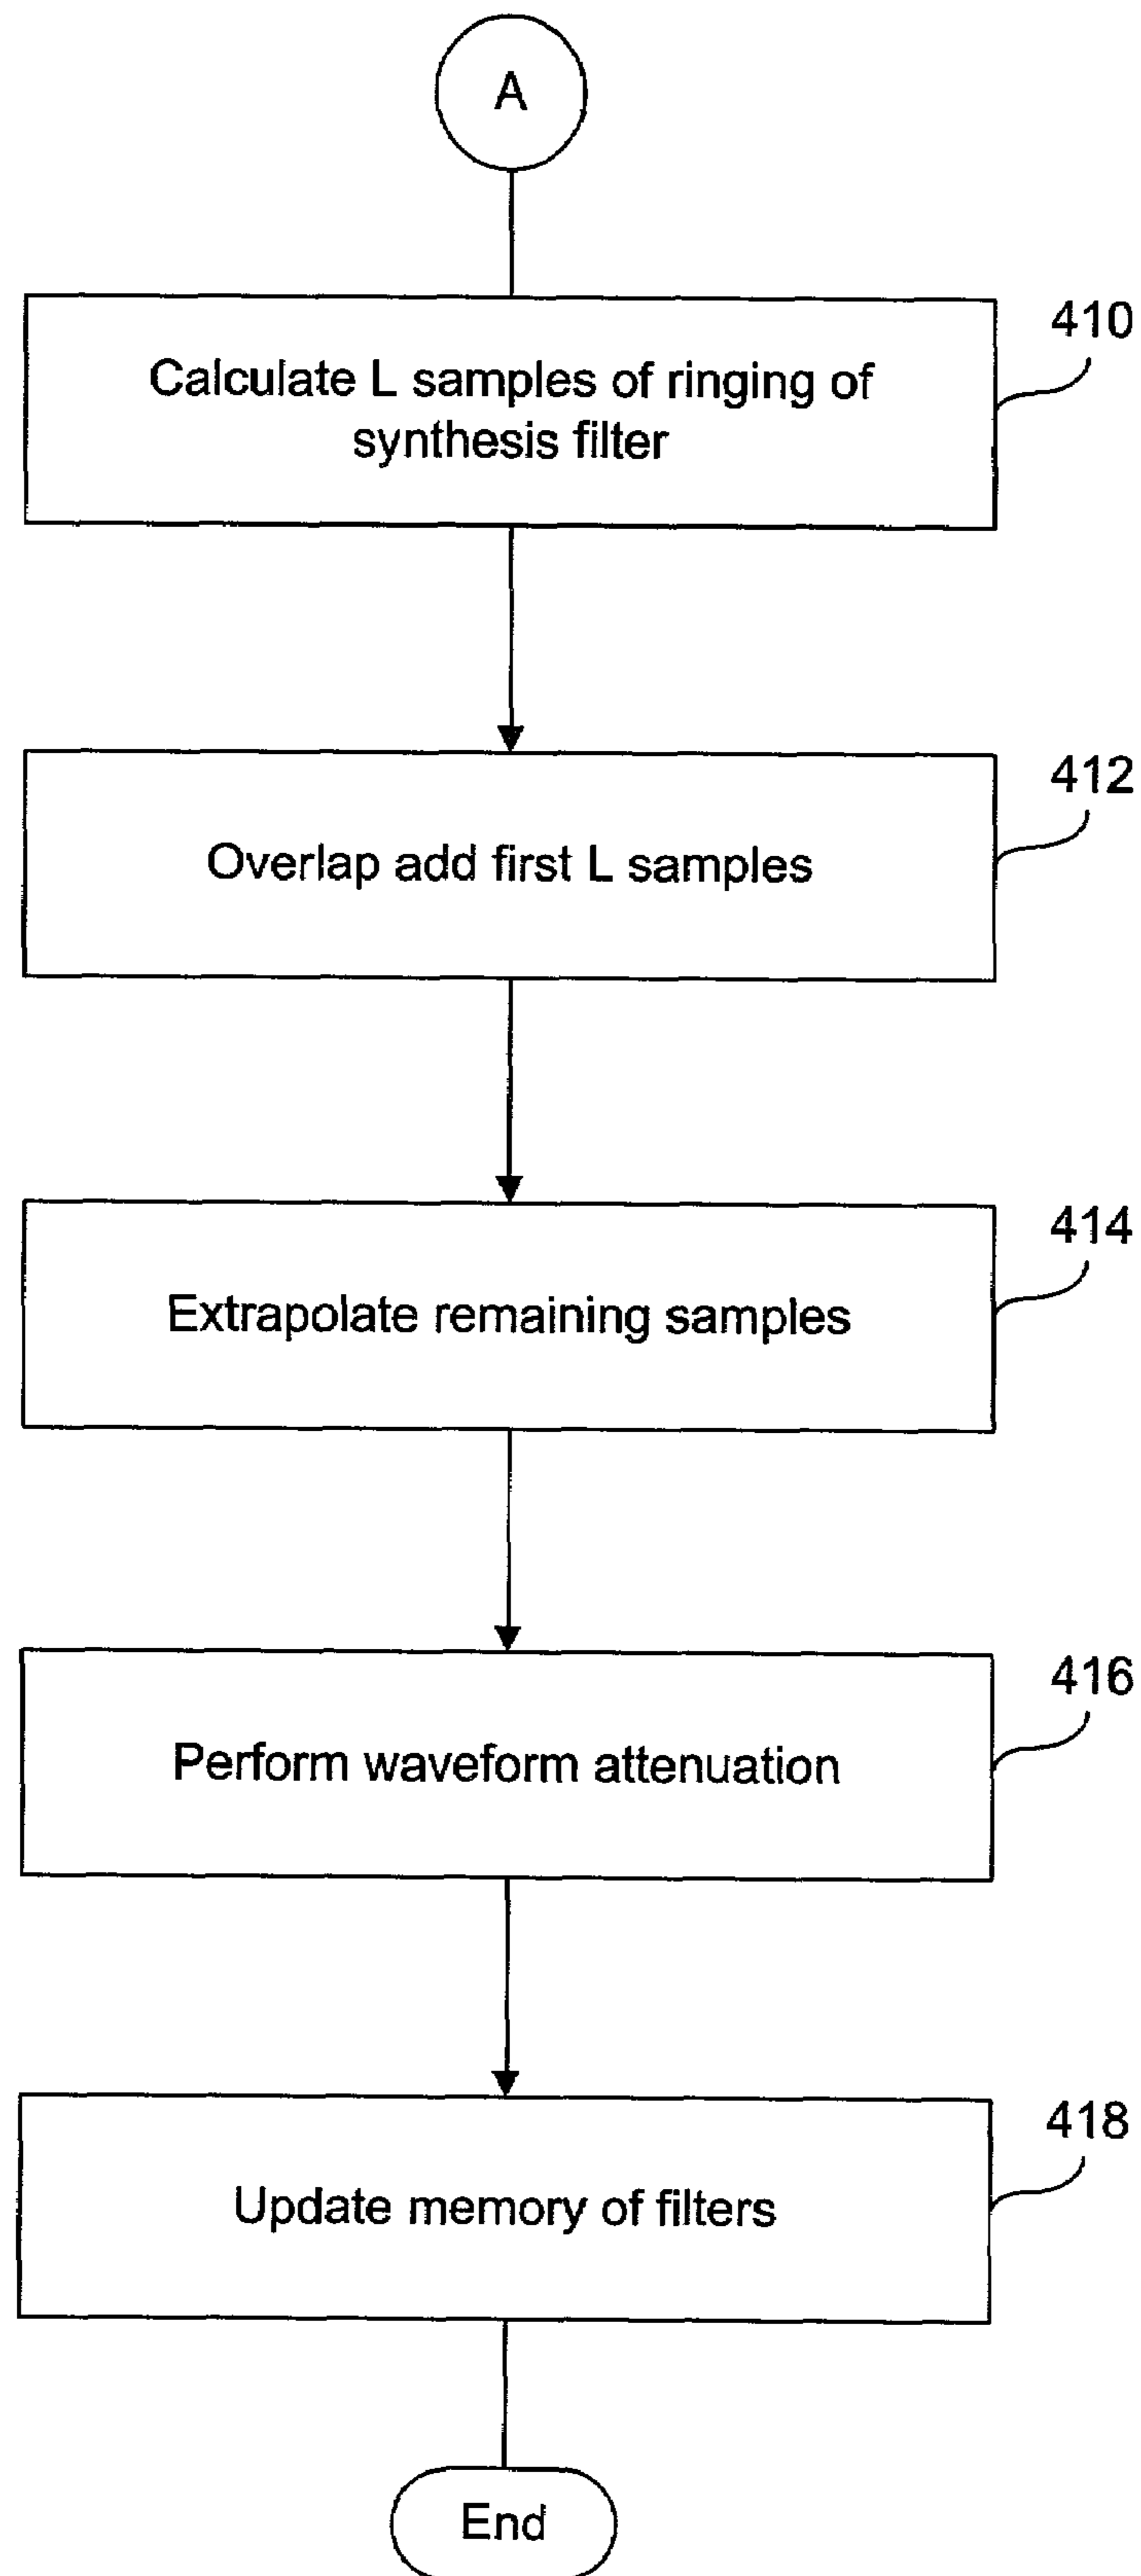 A
Calculate L samples of ringing of
synthesis filter
410
Overlap add first L samples
412
Extrapolate remaining samples
414
Perform waveform attenuation
416
Update memory of filters
418
End